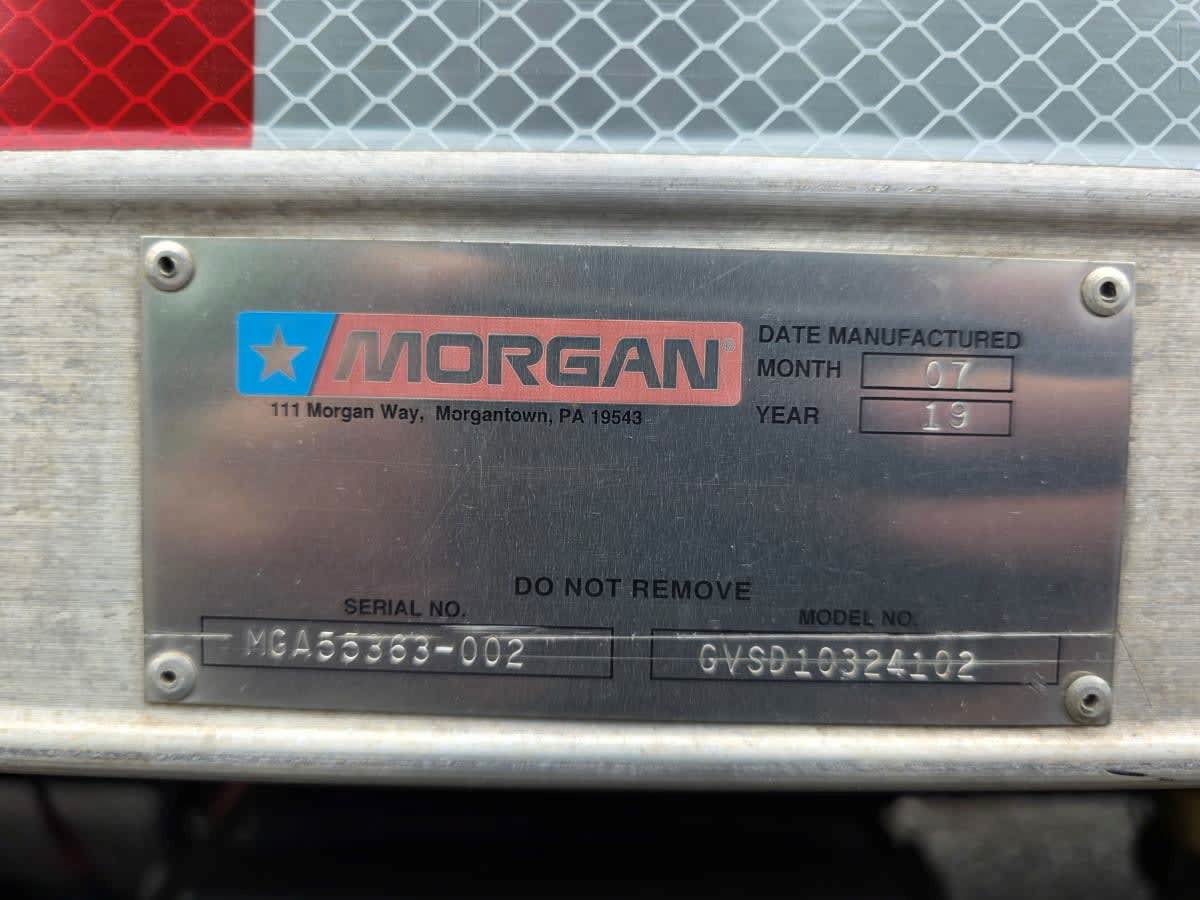 MORGAN®
111 Morgan Way, Morgantown, PA 19543
DATE MANUFACTURED
MONTH 07
YEAR 19
DO NOT REMOVE
SERIAL NO.
MGA55363-002
MODEL NO.
GVSD10324102